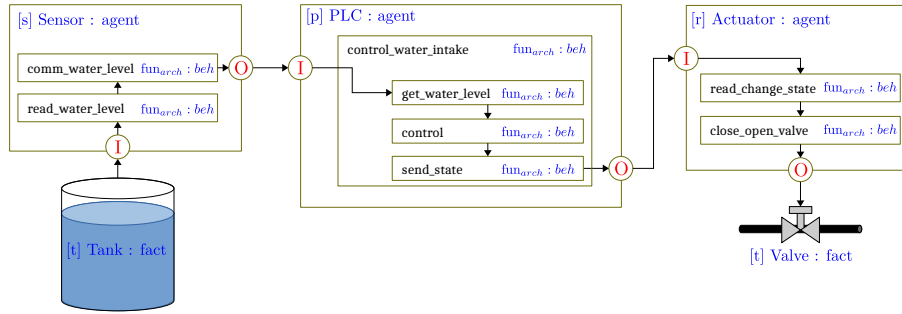 [s] Sensor : agent
comm_water_level fun_arch : beh
O
read_water_level fun_arch : beh
I
[t] Tank : fact
[p] PLC : agent
I
control_water_intake fun_arch : beh
get_water_level fun_arch : beh
control fun_arch : beh
send_state fun_arch : beh
O
[r] Actuator : agent
I
read_change_state fun_arch : beh
close_open_valve fun_arch : beh
O
[t] Valve : fact